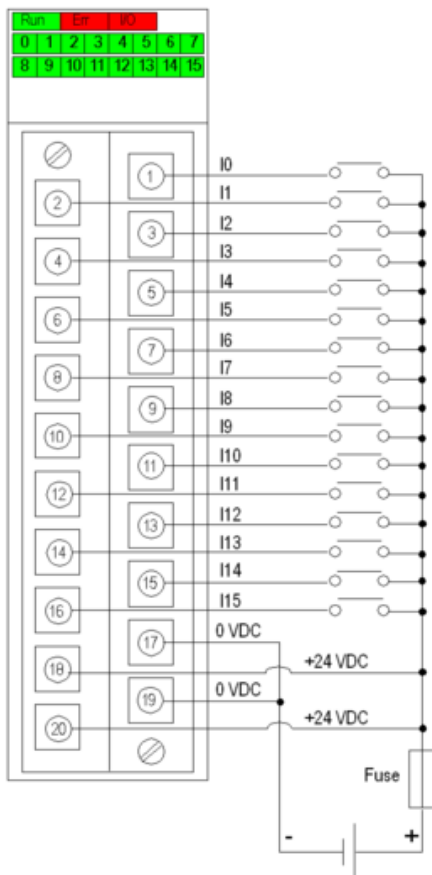 Run Err I/O
0 1 2 3 4 5 6 7
8 9 10 11 12 13 14 15
1 I0
2 I1
3 I2
4 I3
5 I4
6 I5
7 I6
8 I7
9 I8
10 I9
11 I10
12 I11
13 I12
14 I13
15 I14
16 I15
17 0 VDC
18 +24 VDC
19 0 VDC
20 +24 VDC
Fuse
- +